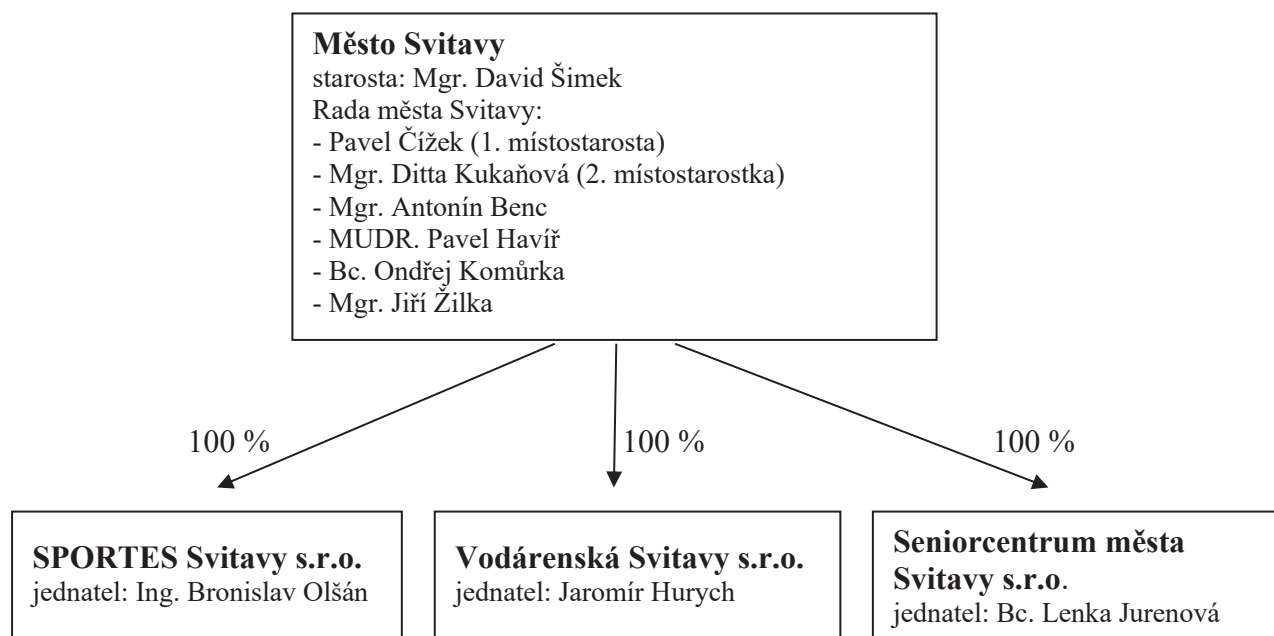 Město Svitavy
starosta: Mgr. David Šimek
Rada města Svitavy:
- Pavel Čížek (1. místostarosta)
- Mgr. Ditta Kukaňová (2. místostarostka)
- Mgr. Antonín Benc
- MUDR. Pavel Havíř
- Bc. Ondřej Komůrka
- Mgr. Jiří Žilka
100 %
100 %
100 %
SPORTES Svitavy s.r.o.
jednatel: Ing. Bronislav Olšán
Vodárenská Svitavy s.r.o.
jednatel: Jaromír Hurych
Seniorcentrum města
Svitavy s.r.o.
jednatel: Bc. Lenka Jurenová